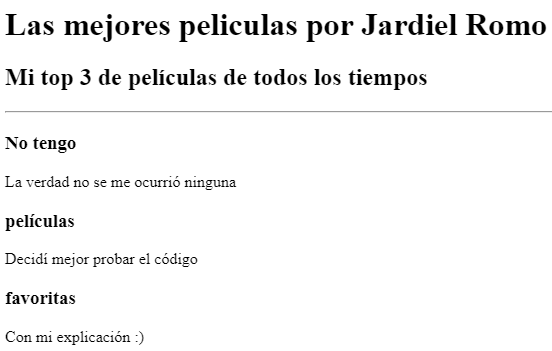 Las mejores peliculas por Jardiel Romo
Mi top 3 de películas de todos los tiempos
No tengo
La verdad no se me ocurrió ninguna
películas
Decidí mejor probar el código
favoritas
Con mi explicación :)